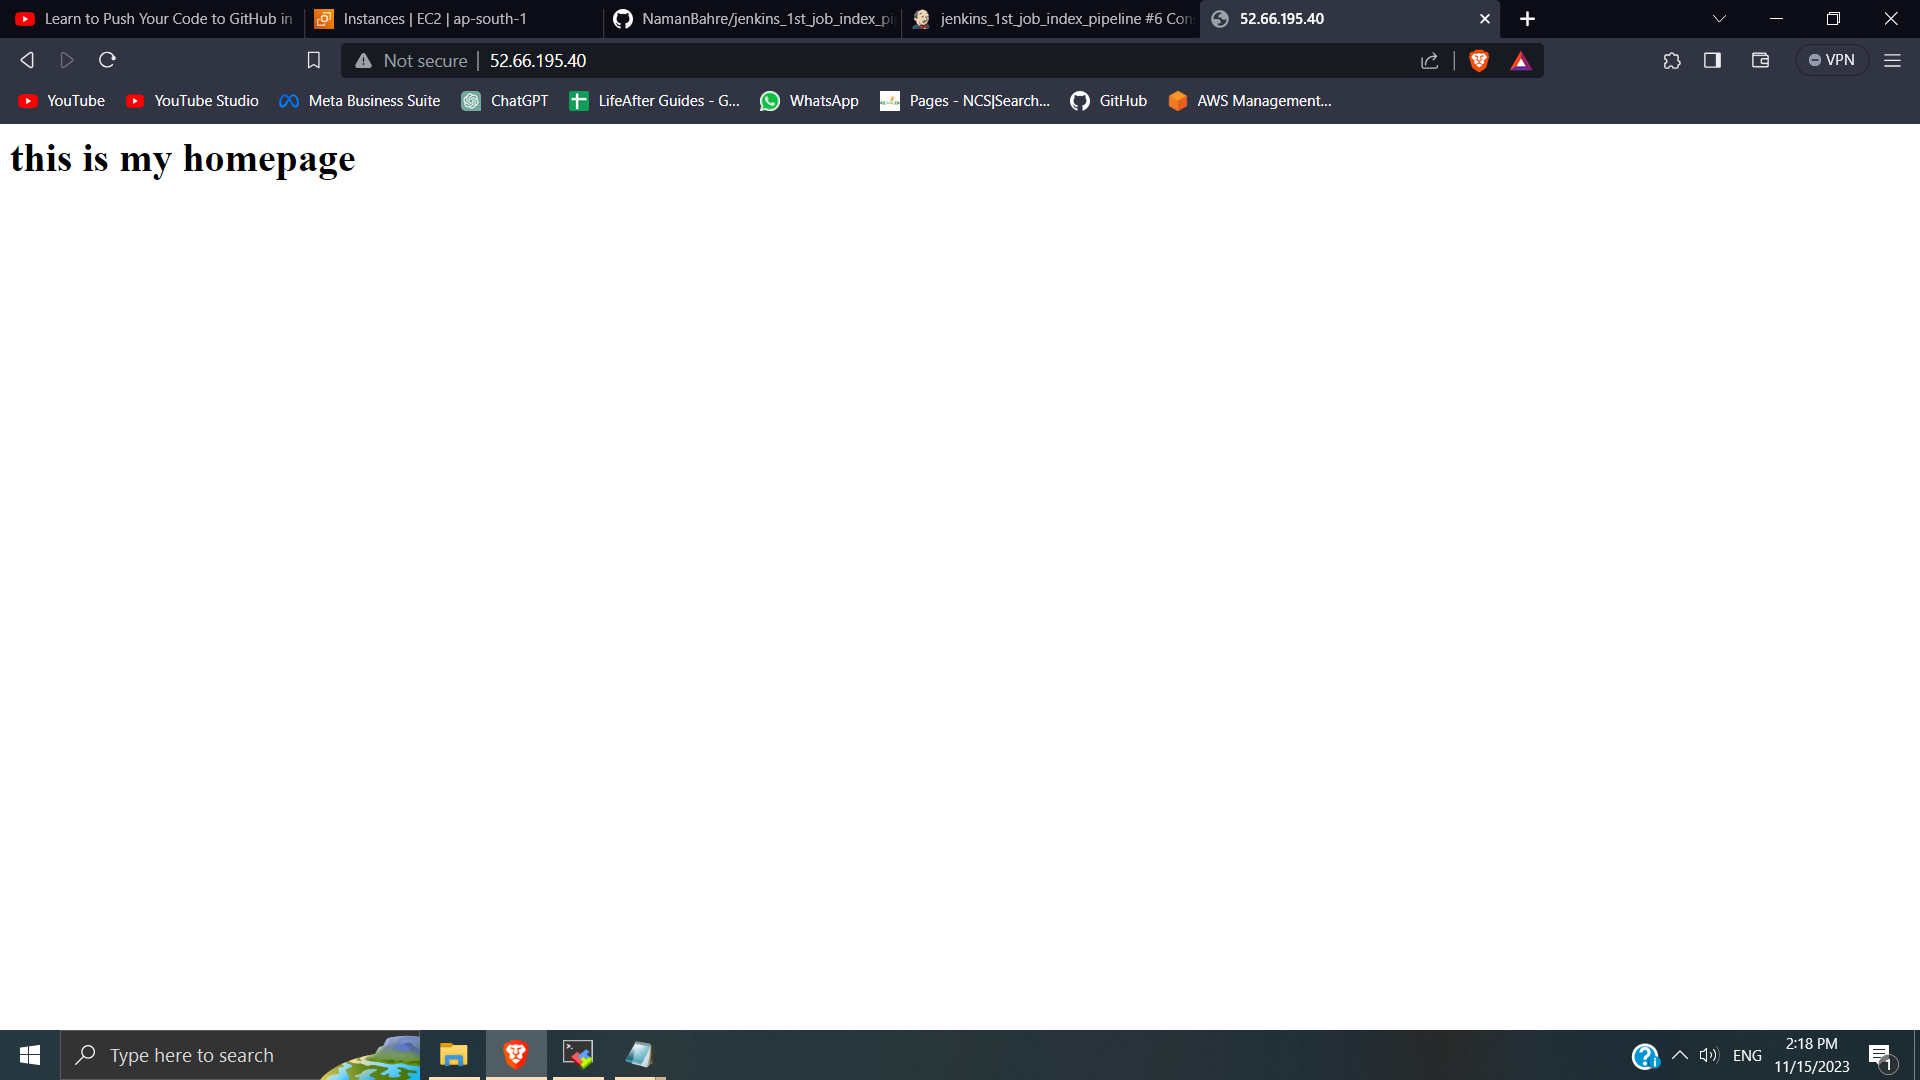 Learn to Push Your Code to GitHub in
Instances | EC2 | ap-south-1
NamanBahre/jenkins_1st_job_index_pi
jenkins_1st_job_index_pipeline #6 Con
52.66.195.40
Not secure
52.66.195.40
VPN
YouTube
YouTube Studio
Meta Business Suite
ChatGPT
LifeAfter Guides - G...
WhatsApp
Pages - NCS|Search...
GitHub
AWS Management...
this is my homepage
Type here to search
ENG
2:18 PM
11/15/2023
1